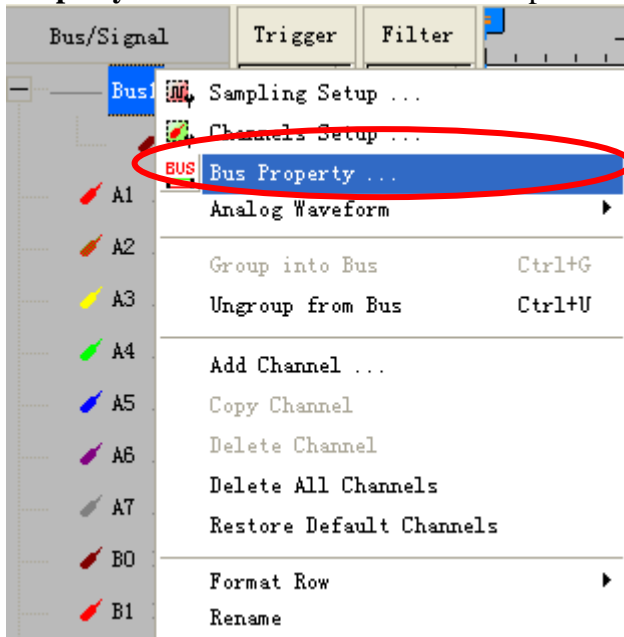 Bus/Signal Trigger Filter
Bus1
Sampling Setup ...
Channels Setup ...
BUS Bus Property ...
A1 Analog Waveform
A2
Group into Bus Ctrl+G
A3 Ungroup from Bus Ctrl+U
A4 Add Channel ...
A5 Copy Channel
A6 Delete Channel
Delete All Channels
A7
Restore Default Channels
B0
Format Row
B1 Rename